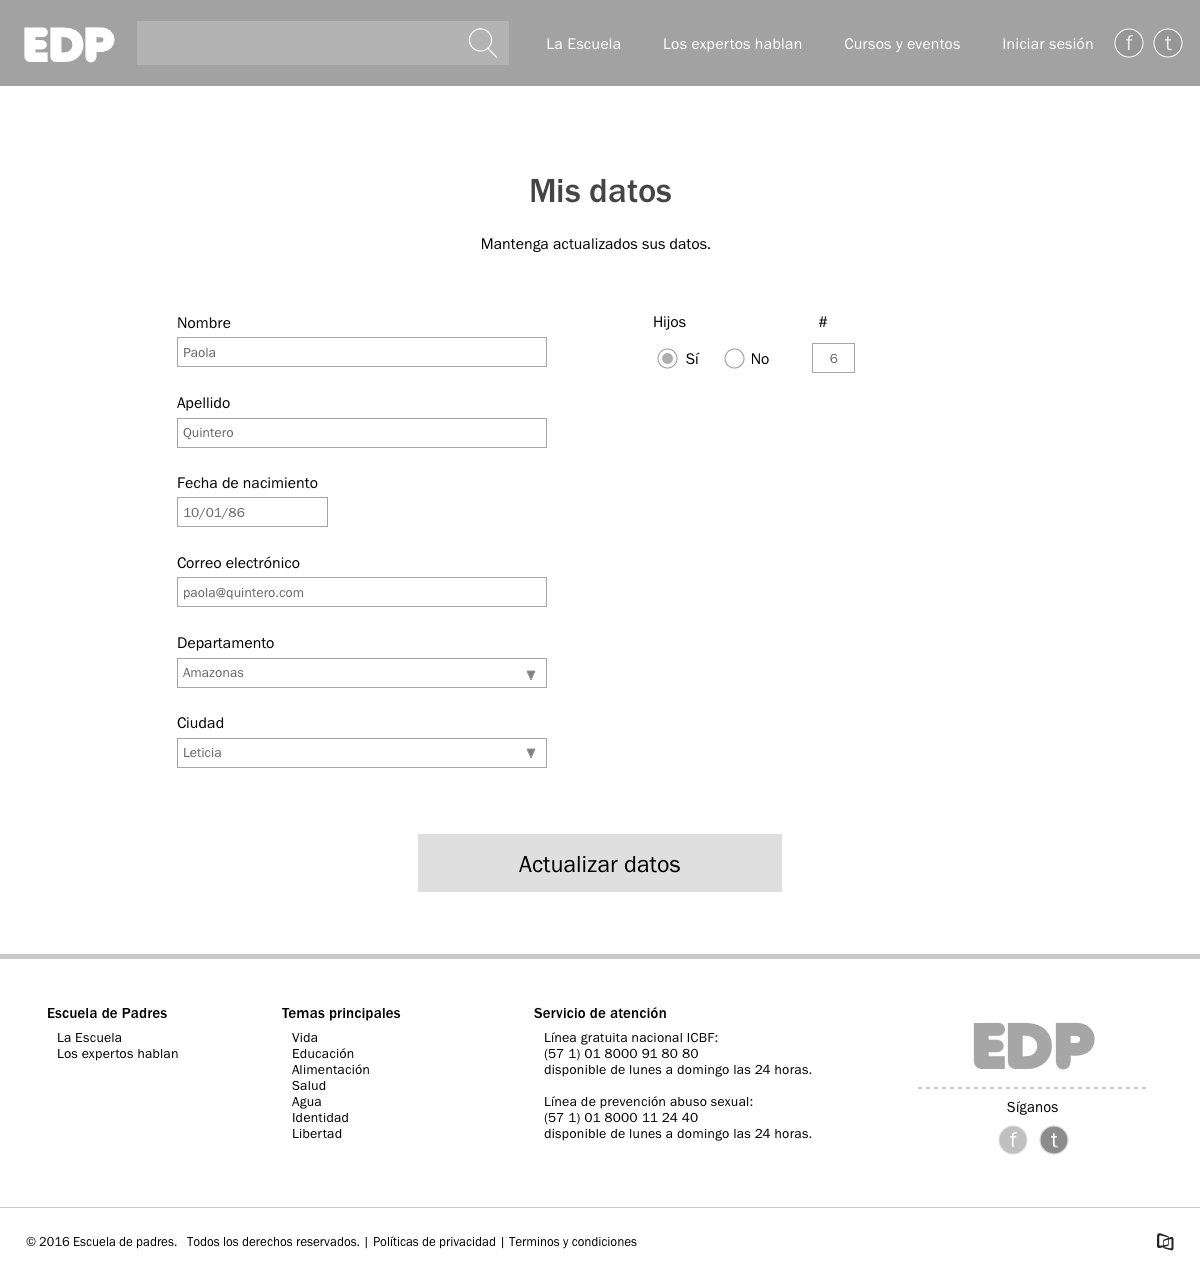 EDP
La Escuela
Los expertos hablan
Cursos y eventos
Iniciar sesión
f
t
Mis datos
Mantenga actualizados sus datos.
Nombre
Paola
Apellido
Quintero
Fecha de nacimiento
10/01/86
Correo electrónico
paola@quintero.com
Departamento
Amazonas
Ciudad
Leticia
Hijos
#
Sí
No
6
Actualizar datos
Escuela de Padres
La Escuela
Los expertos hablan
Temas principales
Vida
Educación
Alimentación
Salud
Agua
Identidad
Libertad
Servicio de atención
Línea gratuita nacional ICBF:
(57 1) 01 8000 91 80 80
disponible de lunes a domingo las 24 horas.
Línea de prevención abuso sexual:
(57 1) 01 8000 11 24 40
disponible de lunes a domingo las 24 horas.
EDP
Síganos
f
t
© 2016 Escuela de padres. Todos los derechos reservados. | Políticas de privacidad | Terminos y condiciones